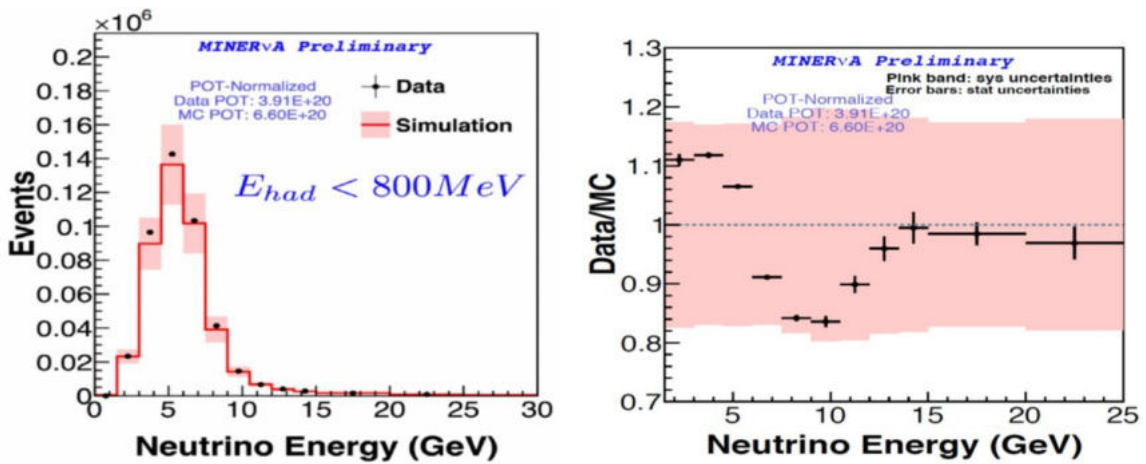 ×10⁶
MINERνA Preliminary
POT-Normalized
Data POT: 3.91E+20
MC POT: 6.60E+20
Data
Simulation
E_had < 800MeV
Events
0.2
0.18
0.16
0.14
0.12
0.1
0.08
0.06
0.04
0.02
0
0 5 10 15 20 25 30
Neutrino Energy (GeV)
MINERνA Preliminary
Pink band: sys uncertainties
Error bars: stat uncertainties
POT-Normalized
Data POT: 3.91E+20
MC POT: 6.60E+20
Data/MC
1.3
1.2
1.1
1
0.9
0.8
0.7
5 10 15 20 25
Neutrino Energy (GeV)